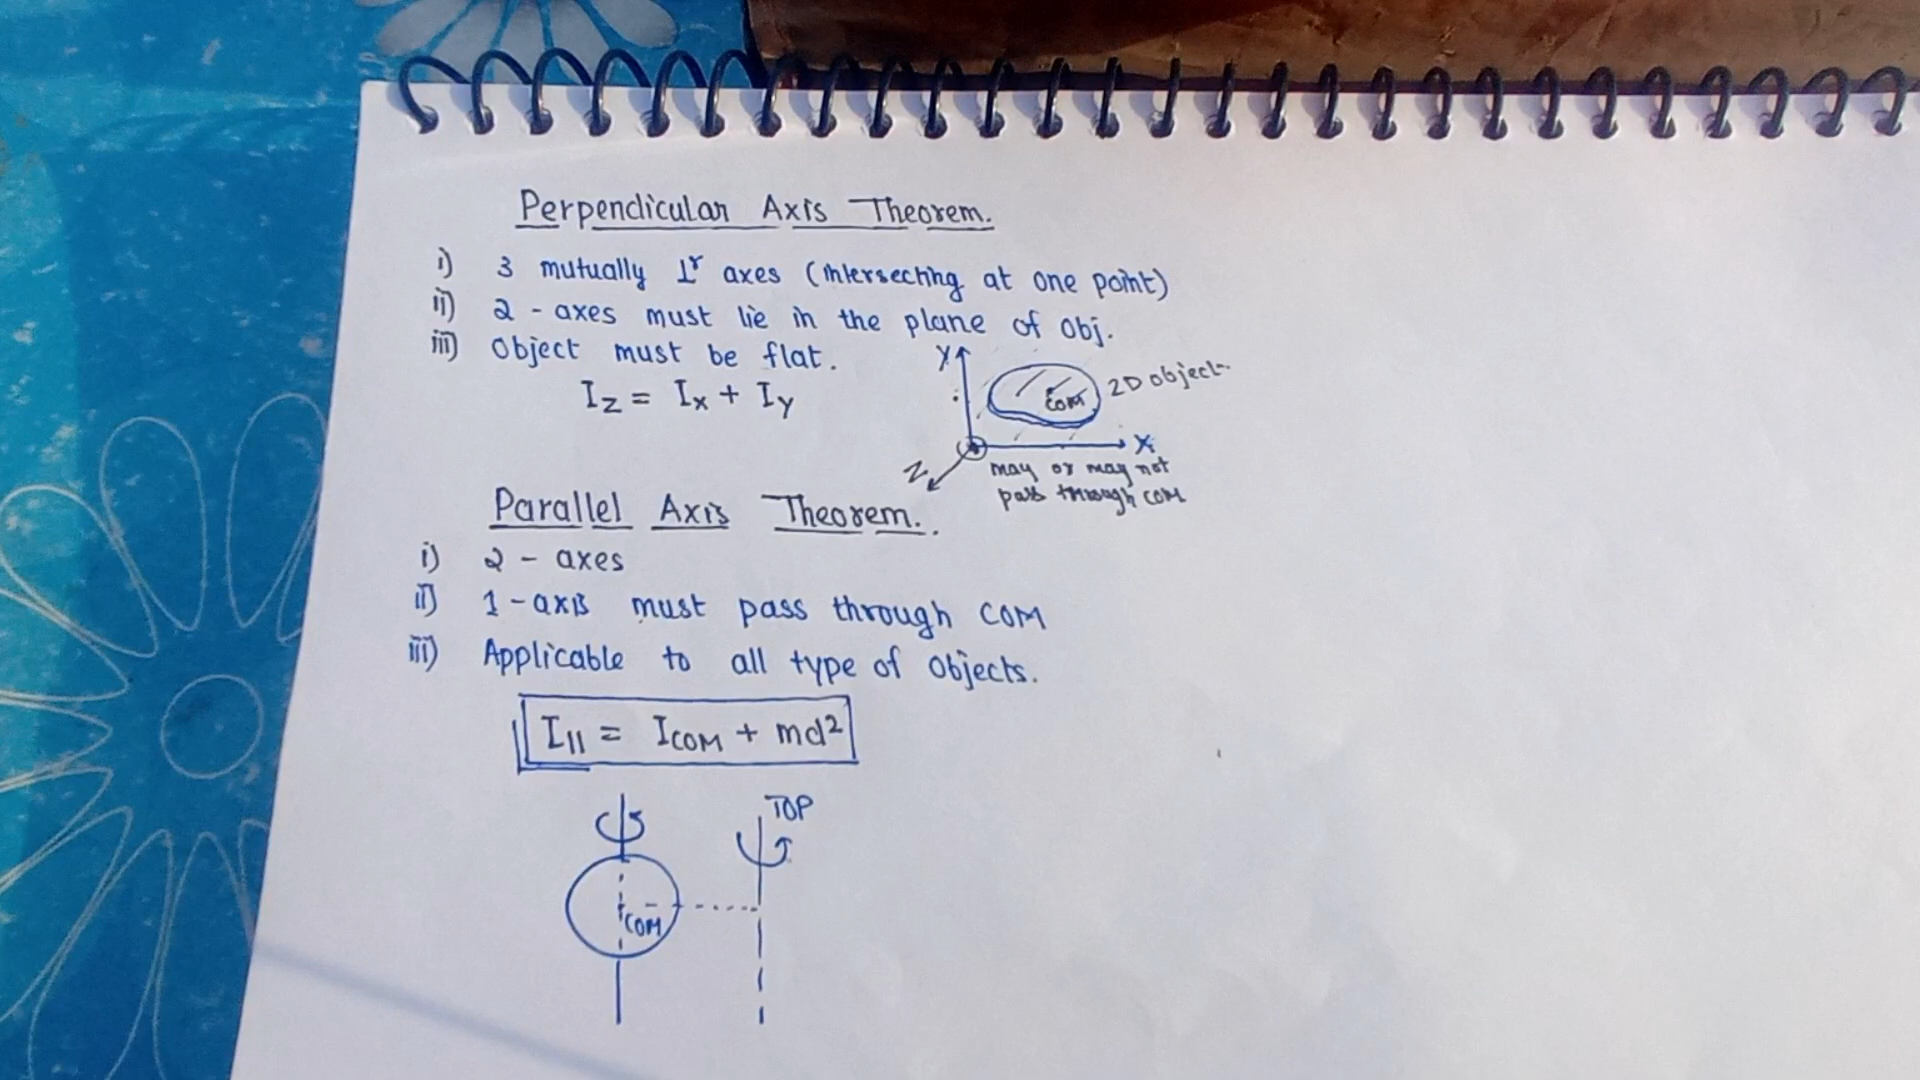 Perpendicular Axis Theorem.
i) 3 mutually ⊥r axes (intersecting at one point)
ii) 2 - axes must lie in the plane of obj.
iii) Object must be flat.
Iz = Ix + Iy
Y
COM
2D object
X
Z
may or may not
pass through COM
Parallel Axis Theorem.
i) 2 - axes
ii) 1 - axis must pass through COM
iii) Applicable to all type of Objects.
I|| = ICOM + md²
TOP
COM